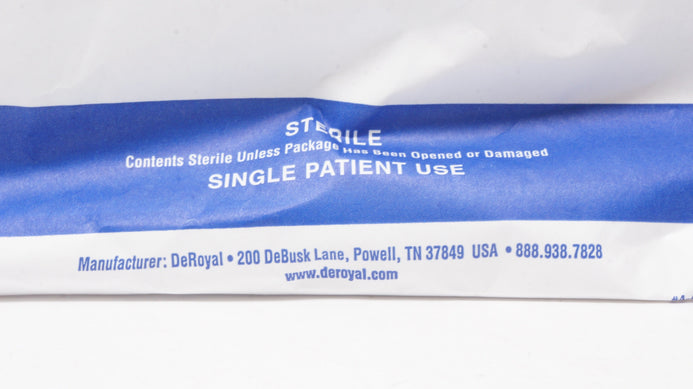 STERILE
Contents Sterile Unless Package Has Been Opened or Damaged
SINGLE PATIENT USE
Manufacturer: DeRoyal • 200 DeBusk Lane, Powell, TN 37849 USA • 888.938.7828
www.deroyal.com